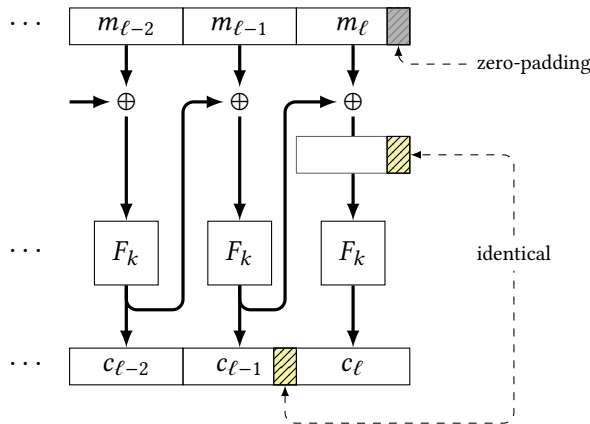 ··· m_{ℓ−2} m_{ℓ−1} m_ℓ
zero-padding
⊕ ⊕ ⊕
··· F_k F_k F_k identical
··· c_{ℓ−2} c_{ℓ−1} c_ℓ